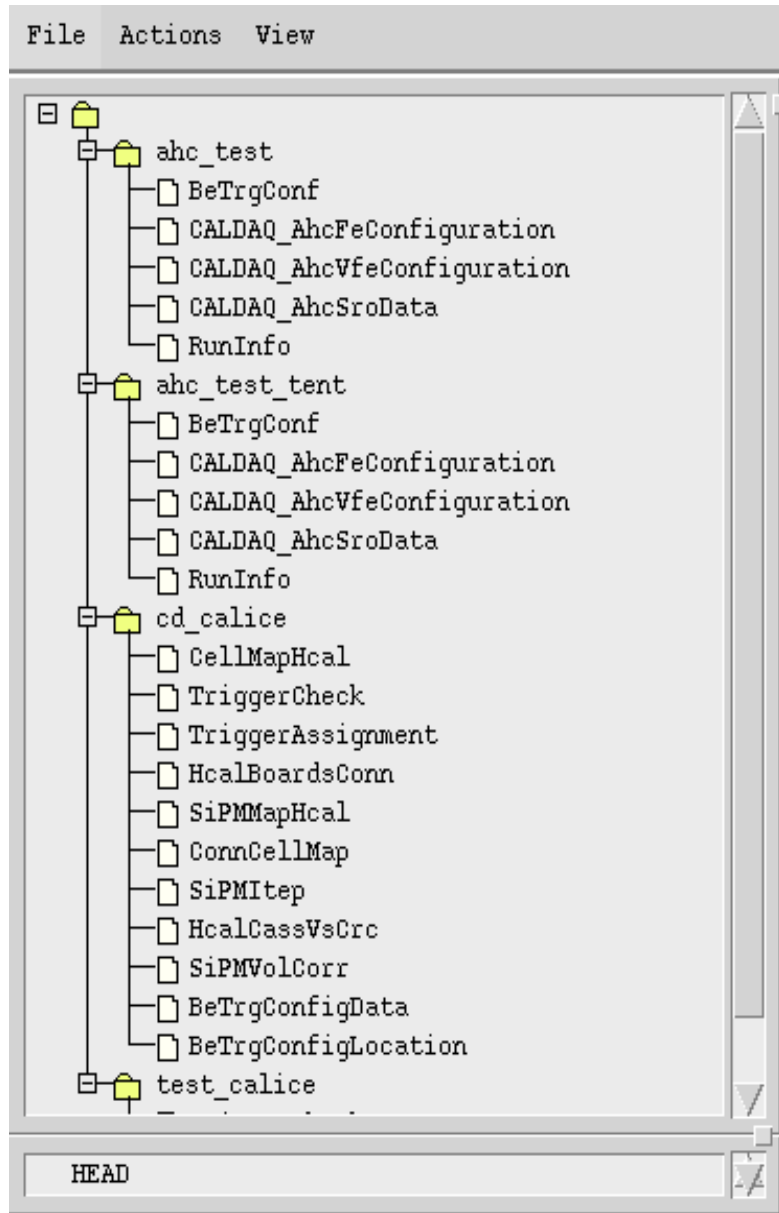 File Actions View
ahc_test
BeTrgConf
CALDAQ_AhcFeConfiguration
CALDAQ_AhcVfeConfiguration
CALDAQ_AhcSroData
RunInfo
ahc_test_tent
BeTrgConf
CALDAQ_AhcFeConfiguration
CALDAQ_AhcVfeConfiguration
CALDAQ_AhcSroData
RunInfo
cd_calice
CellMapHcal
TriggerCheck
TriggerAssignment
HcalBoardsConn
SiPMMapHcal
ConnCellMap
SiPMItep
HcalCassVsCrc
SiPMVolCorr
BeTrgConfigData
BeTrgConfigLocation
test_calice
HEAD